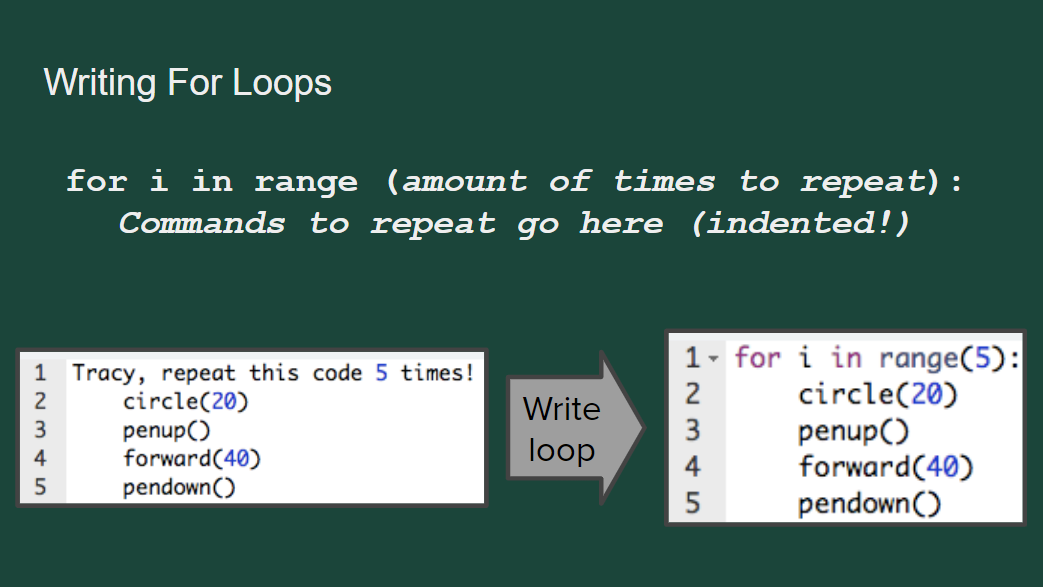 Writing For Loops
for i in range (amount of times to repeat):
Commands to repeat go here (indented!)
1 Tracy, repeat this code 5 times!
2 circle(20)
3 penup()
4 forward(40)
5 pendown()
Write
loop
1 for i in range(5):
2 circle(20)
3 penup()
4 forward(40)
5 pendown()